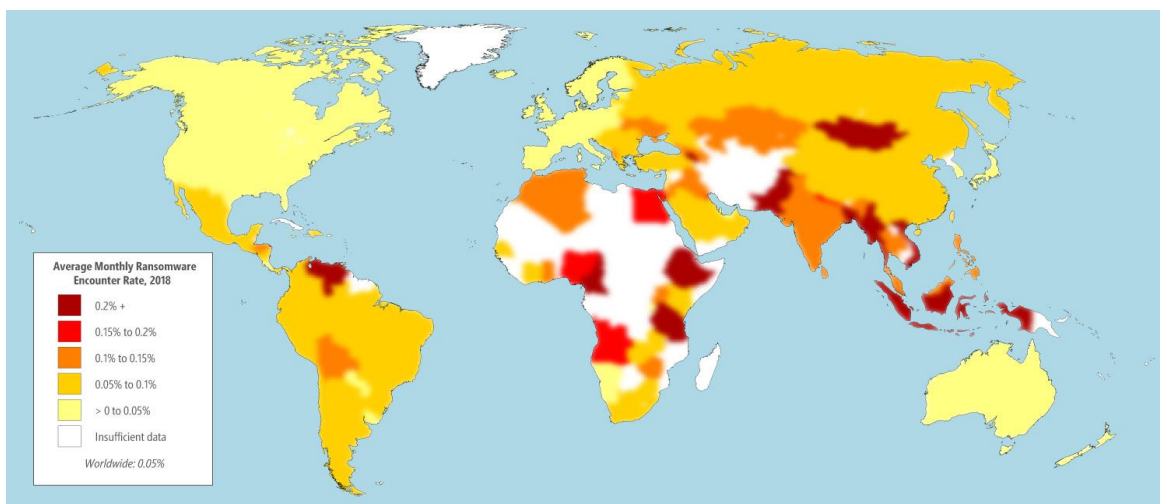 Average Monthly Ransomware
Encounter Rate, 2018
0.2% +
0.15% to 0.2%
0.1% to 0.15%
0.05% to 0.1%
> 0 to 0.05%
Insufficient data
Worldwide: 0.05%